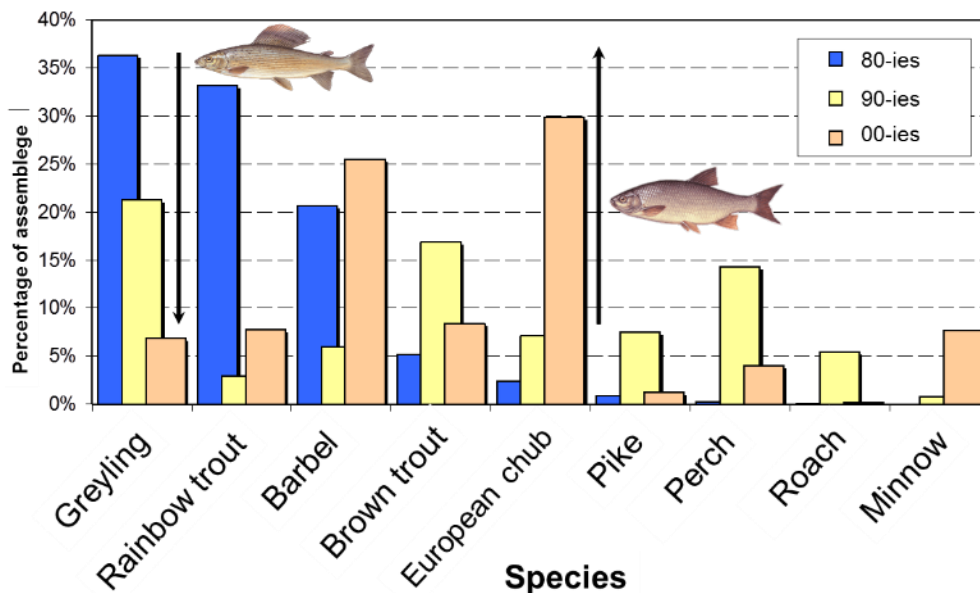 40%
35%
30%
25%
20%
15%
10%
5%
0%
Percentage of assemblege
80-ies
90-ies
00-ies
Greyling
Rainbow trout
Barbel
Brown trout
European chub
Pike
Perch
Roach
Minnow
Species